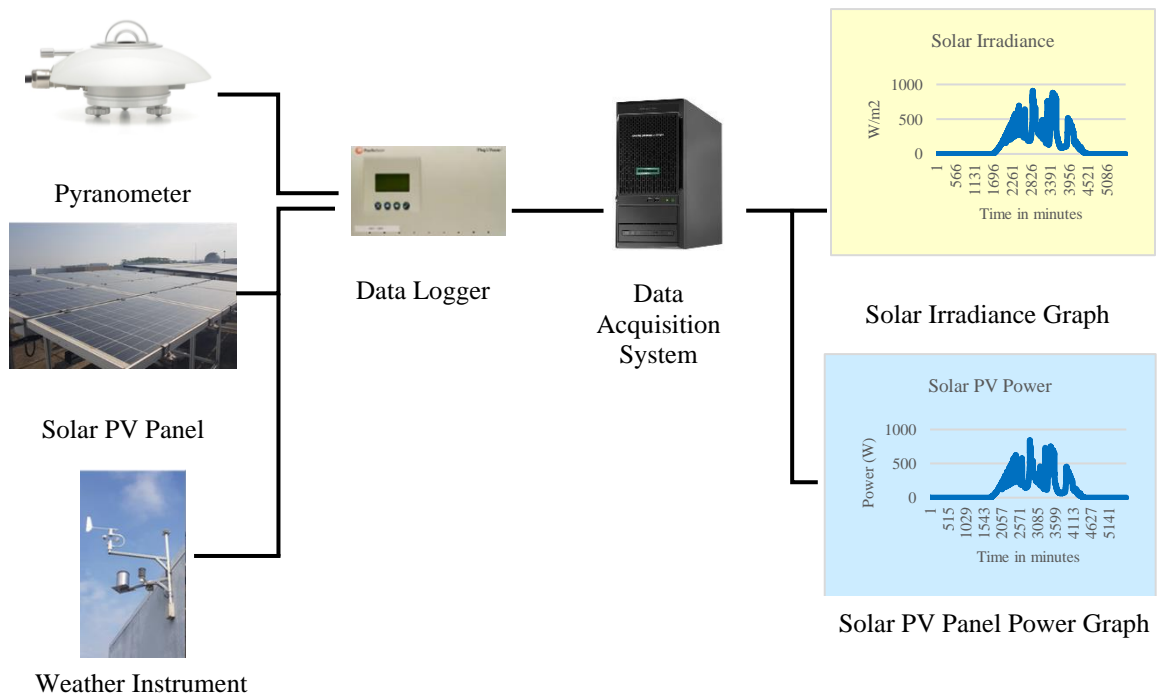 Pyranometer
Solar PV Panel
Weather Instrument
Data Logger
Data
Acquisition
System
Solar Irradiance
W/m2
1000
500
0
1 566 1131 1696 2261 2826 3391 3956 4521 5086
Time in minutes
Solar Irradiance Graph
Solar PV Power
Power (W)
1000
500
0
1 515 1029 1543 2057 2571 3085 3599 4113 4627 5141
Time in minutes
Solar PV Panel Power Graph